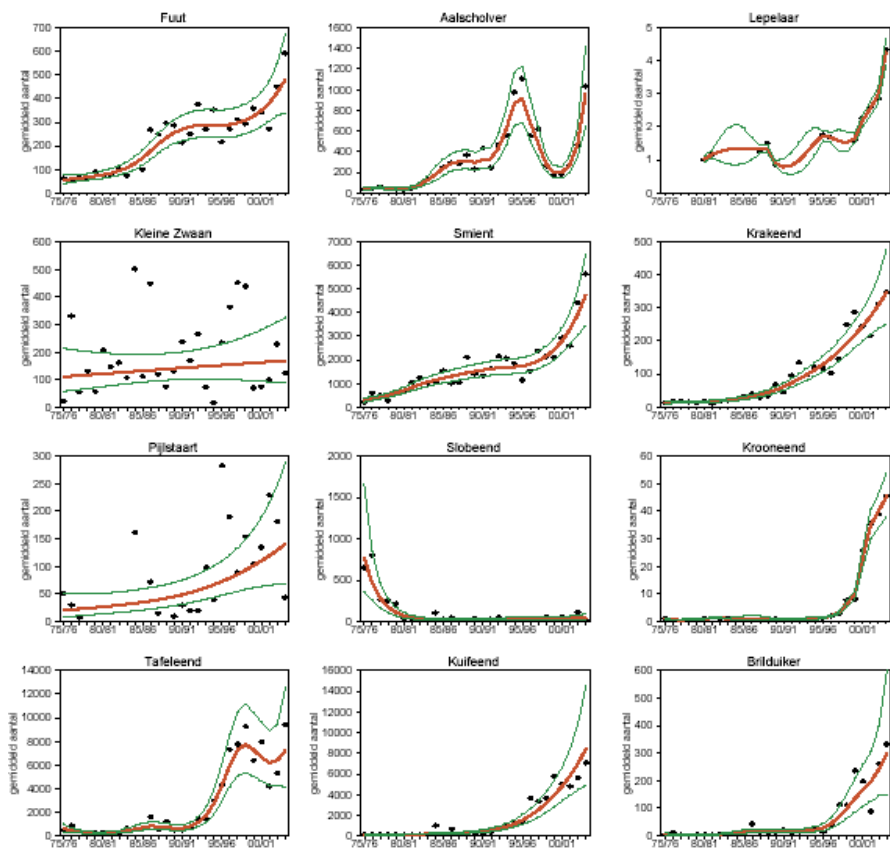 Fuut
Aalscholver
Lepelaar
700
600
500
400
300
200
100
0
gemiddeld aantal
75/76 80/81 85/86 90/91 95/96 00/01
1600
1400
1200
1000
800
600
400
200
0
gemiddeld aantal
75/76 80/81 85/86 90/91 95/96 00/01
5
4
3
2
1
0
gemiddeld aantal
75/76 80/81 85/86 90/91 95/96 00/01
Kleine Zwaan
Smient
Krakeend
600
500
400
300
200
100
0
gemiddeld aantal
75/76 80/81 85/86 90/91 95/96 00/01
7000
6000
5000
4000
3000
2000
1000
0
gemiddeld aantal
75/76 80/81 85/86 90/91 95/96 00/01
500
400
300
200
100
0
gemiddeld aantal
75/76 80/81 85/86 90/91 95/96 00/01
Pijlstaart
Slobeend
Krooneend
300
250
200
150
100
50
0
gemiddeld aantal
75/76 80/81 85/86 90/91 95/96 00/01
2000
1500
1000
500
0
gemiddeld aantal
75/76 80/81 85/86 90/91 95/96 00/01
60
50
40
30
20
10
0
gemiddeld aantal
75/76 80/81 85/86 90/91 95/96 00/01
Tafeleend
Kuifeend
Brilduiker
14000
12000
10000
8000
6000
4000
2000
0
gemiddeld aantal
75/76 80/81 85/86 90/91 95/96 00/01
16000
14000
12000
10000
8000
6000
4000
2000
0
gemiddeld aantal
75/76 80/81 85/86 90/91 95/96 00/01
600
500
400
300
200
100
0
gemiddeld aantal
75/76 80/81 85/86 90/91 95/96 00/01